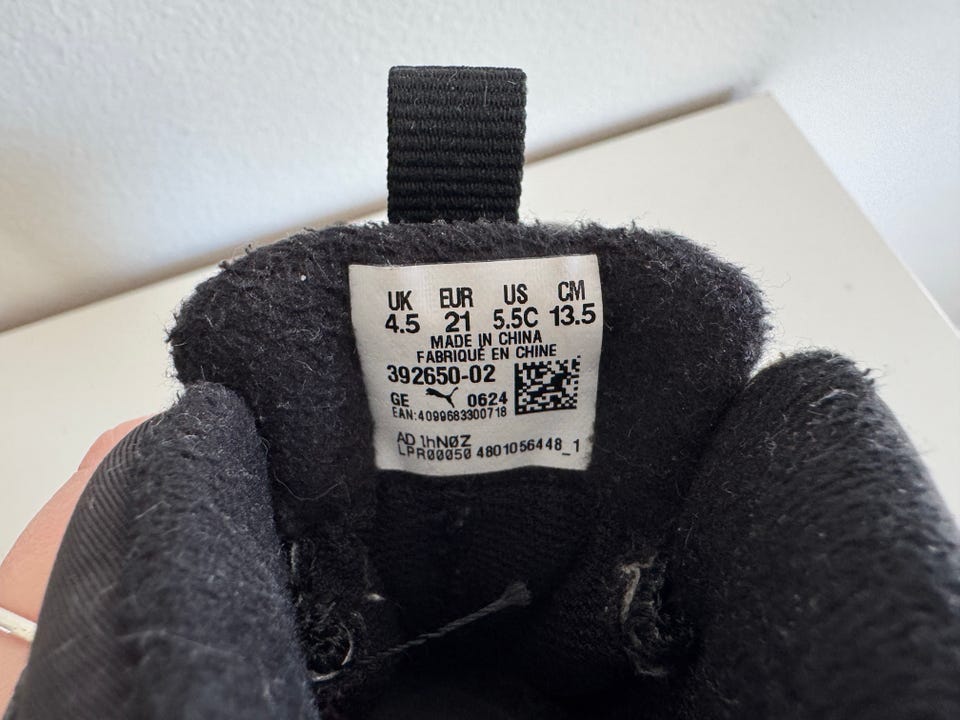 UK EUR US CM
4.5 21 5.5C 13.5
MADE IN CHINA
FABRIQUÉ EN CHINE
392650-02
GE 0624
EAN:4099683300718
AD 1hNØZ
LPR00050 4801056448_1